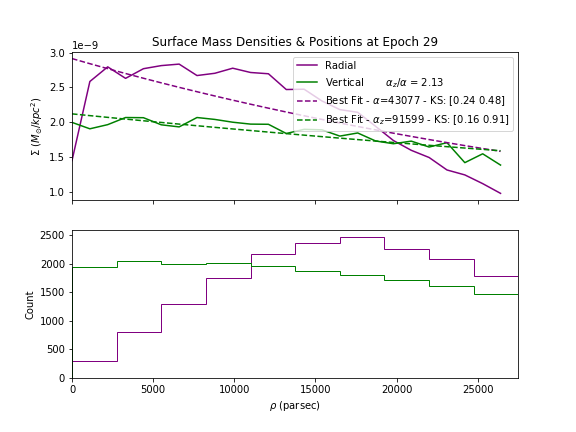 Surface Mass Densities & Positions at Epoch 29
1e−9
3.0
2.5
2.0
1.5
1.0
Σ (M⊙/kpc²)
Radial
Vertical αz/α = 2.13
Best Fit - α=43077 - KS: [0.24 0.48]
Best Fit - αz=91599 - KS: [0.16 0.91]
2500
2000
1500
1000
500
0
Count
0 5000 10000 15000 20000 25000
ρ (parsec)